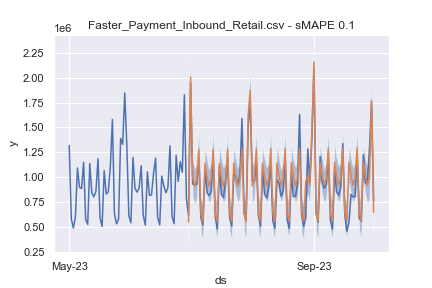 Faster_Payment_Inbound_Retail.csv - sMAPE 0.1
1e6
2.25
2.00
1.75
1.50
1.25
1.00
0.75
0.50
0.25
y
May-23
Sep-23
ds